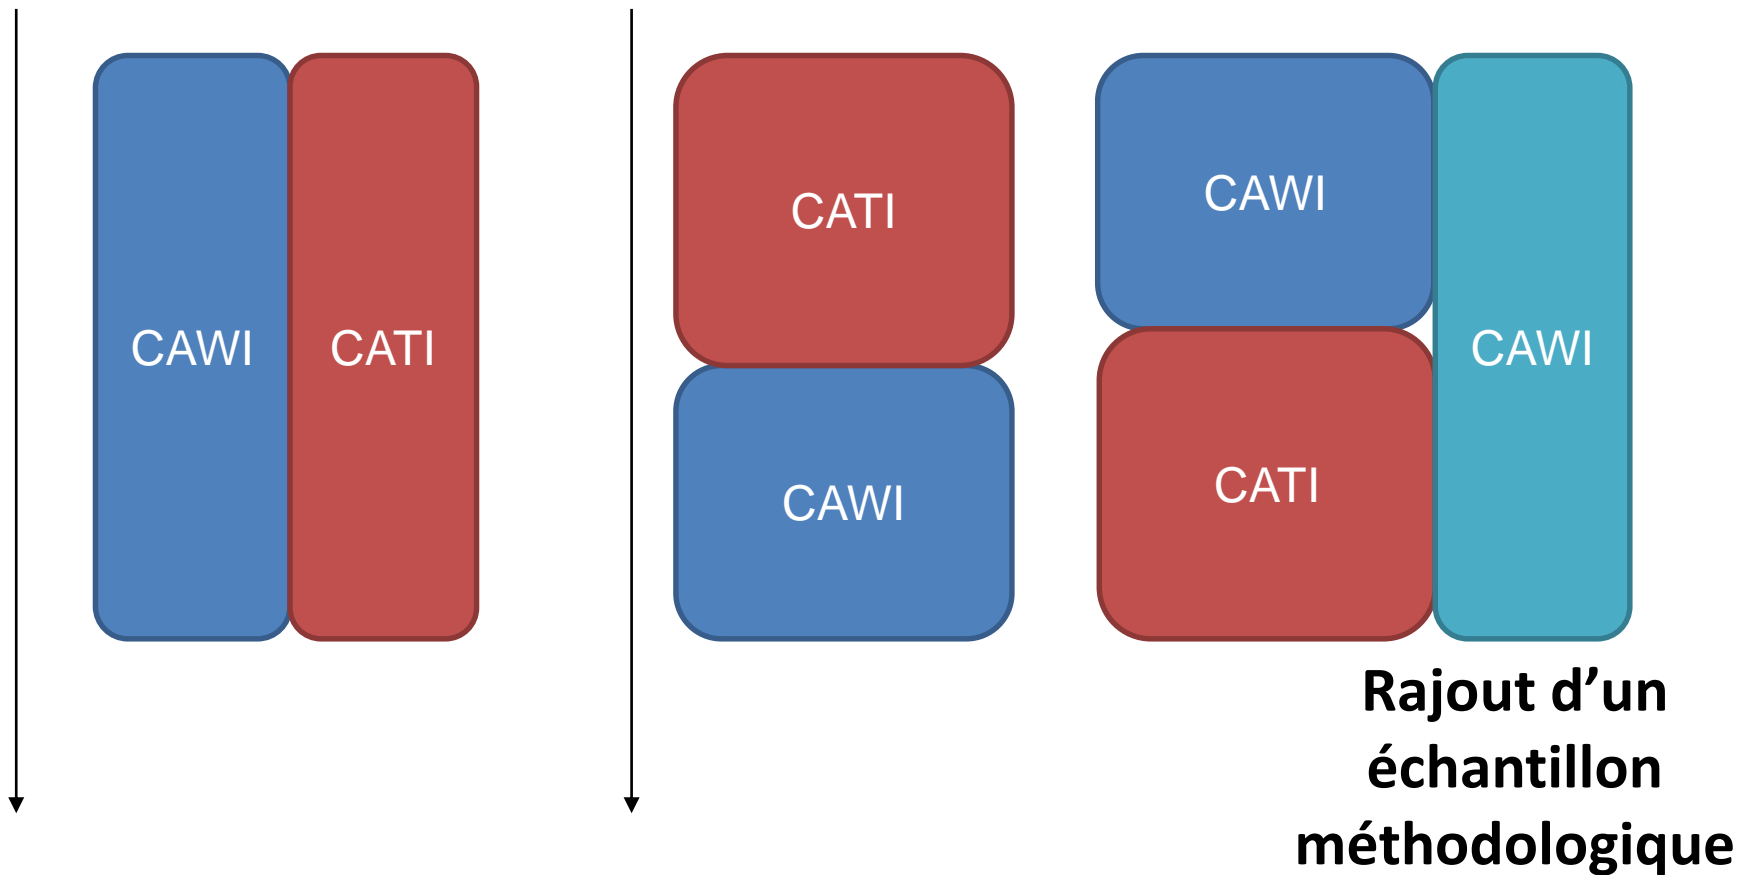 CAWI
CATI
CATI
CAWI
CAWI
CATI
CAWI
Rajout d’un
échantillon
méthodologique